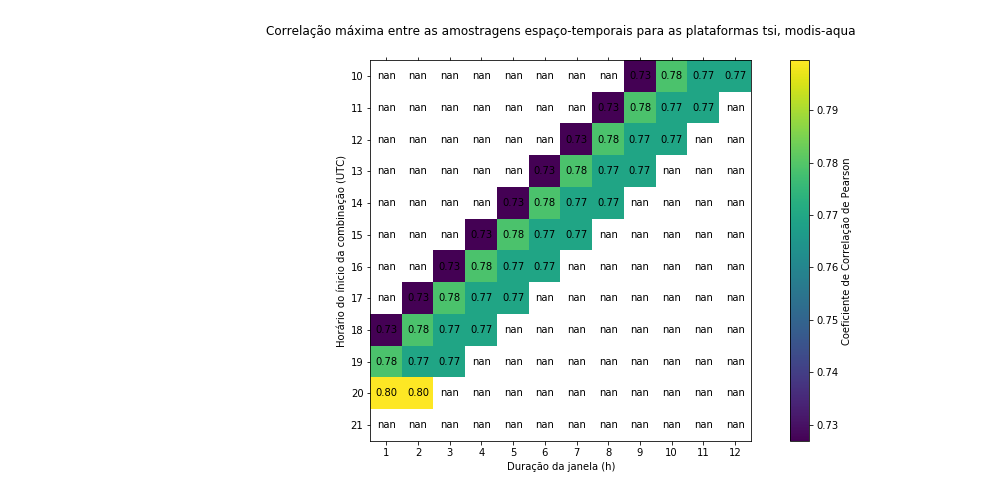 Correlação máxima entre as amostragens espaço-temporais para as plataformas tsi, modis-aqua
10 nan nan nan nan nan nan nan nan 0.73 0.78 0.77 0.77
11 nan nan nan nan nan nan nan 0.73 0.78 0.77 0.77 nan
12 nan nan nan nan nan nan 0.73 0.78 0.77 0.77 nan nan
13 nan nan nan nan nan 0.73 0.78 0.77 0.77 nan nan nan
14 nan nan nan nan 0.73 0.78 0.77 0.77 nan nan nan nan
15 nan nan nan 0.73 0.78 0.77 0.77 nan nan nan nan nan
16 nan nan 0.73 0.78 0.77 0.77 nan nan nan nan nan nan
17 nan 0.73 0.78 0.77 0.77 nan nan nan nan nan nan nan
18 0.73 0.78 0.77 0.77 nan nan nan nan nan nan nan nan
19 0.78 0.77 0.77 nan nan nan nan nan nan nan nan nan
20 0.80 0.80 nan nan nan nan nan nan nan nan nan nan
21 nan nan nan nan nan nan nan nan nan nan nan nan
1 2 3 4 5 6 7 8 9 10 11 12
Duração da janela (h)
Horário do ínicio da combinação (UTC)
0.79
0.78
0.77
0.76
0.75
0.74
0.73
Coeficiente de Correlação de Pearson